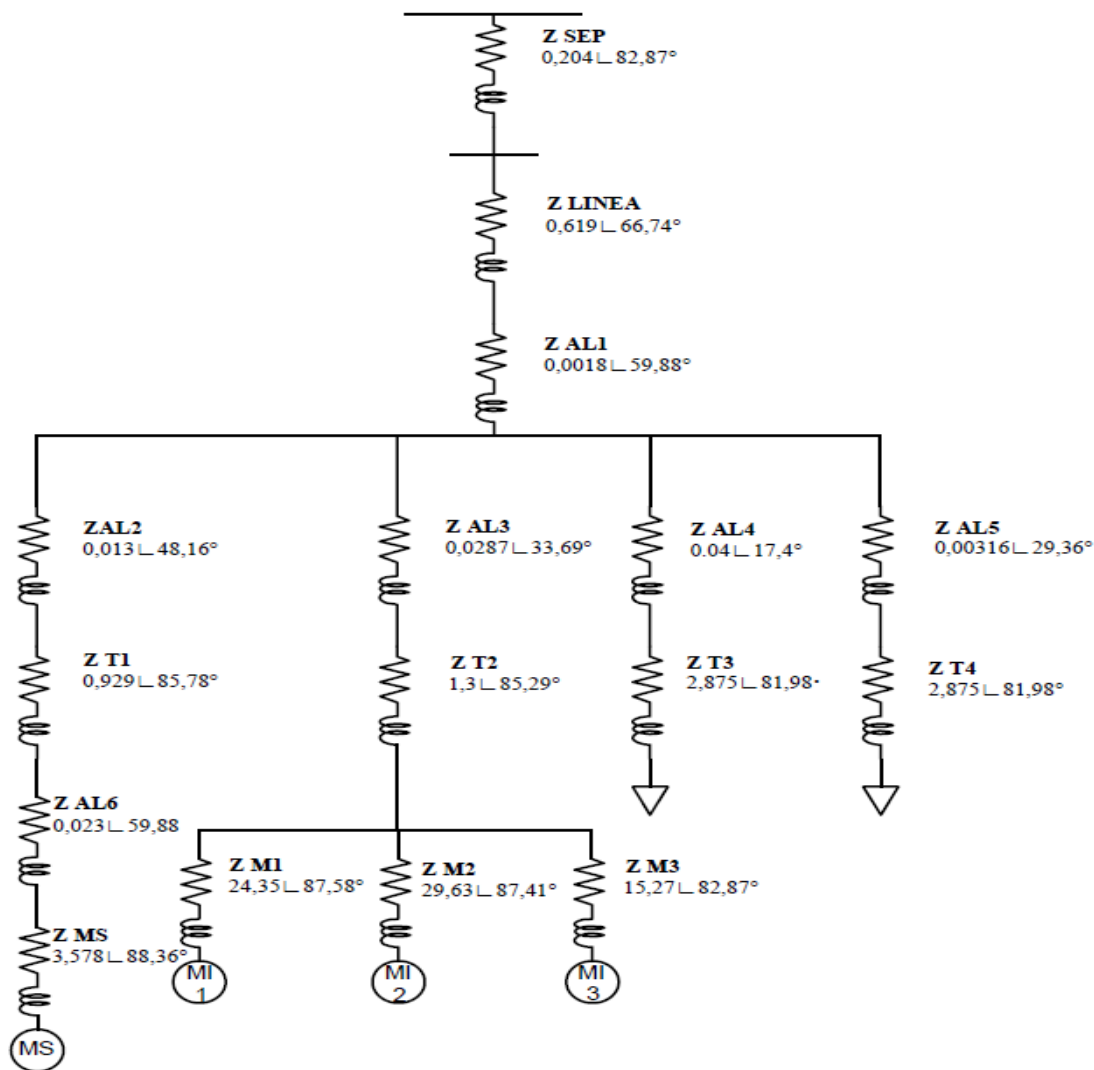 Z SEP
0,204∟82,87°
Z LINEA
0,619∟66,74°
Z AL1
0,0018∟59,88°
ZAL2
0,013∟48,16°
Z AL3
0,0287∟33,69°
Z AL4
0.04∟17,4°
Z AL5
0,00316∟29,36°
Z T1
0,929∟85,78°
Z T2
1,3∟85,29°
Z T3
2,875∟81,98·
Z T4
2,875∟81,98°
Z AL6
0,023∟59,88
Z M1
24,35∟87,58°
Z M2
29,63∟87,41°
Z M3
15,27∟82,87°
Z MS
3,578∟88,36°
MI
1
MI
2
MI
3
MS